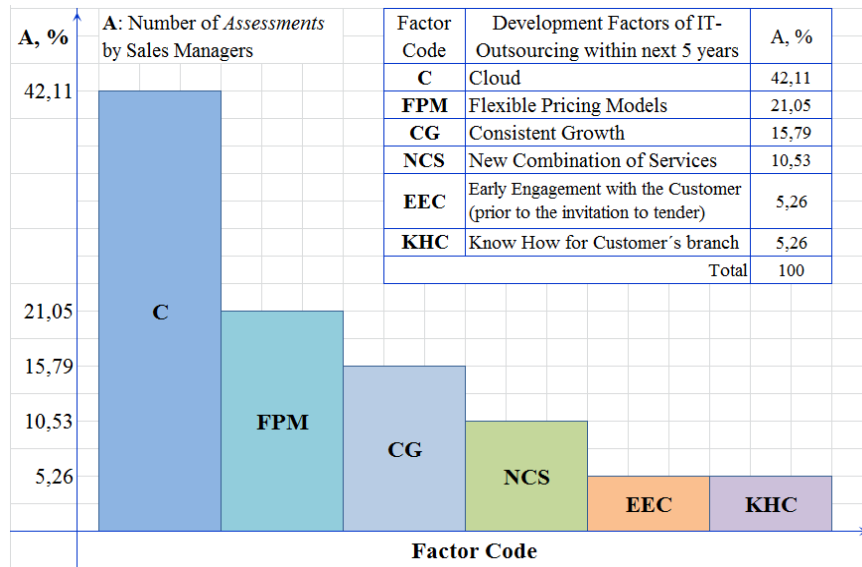 A, %
A: Number of Assessments
by Sales Managers
Factor Code
Development Factors of IT-Outsourcing within next 5 years
A, %
C Cloud 42,11
FPM Flexible Pricing Models 21,05
CG Consistent Growth 15,79
NCS New Combination of Services 10,53
EEC Early Engagement with the Customer (prior to the invitation to tender) 5,26
KHC Know How for Customer´s branch 5,26
Total 100
42,11
21,05
15,79
10,53
5,26
C
FPM
CG
NCS
EEC
KHC
Factor Code